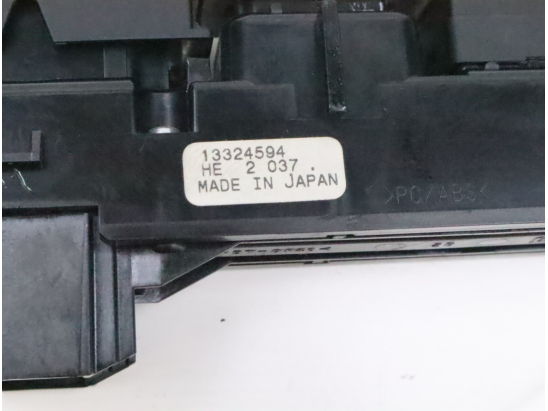 13324594
HE 2 037 .
MADE IN JAPAN
>PC/ABS<